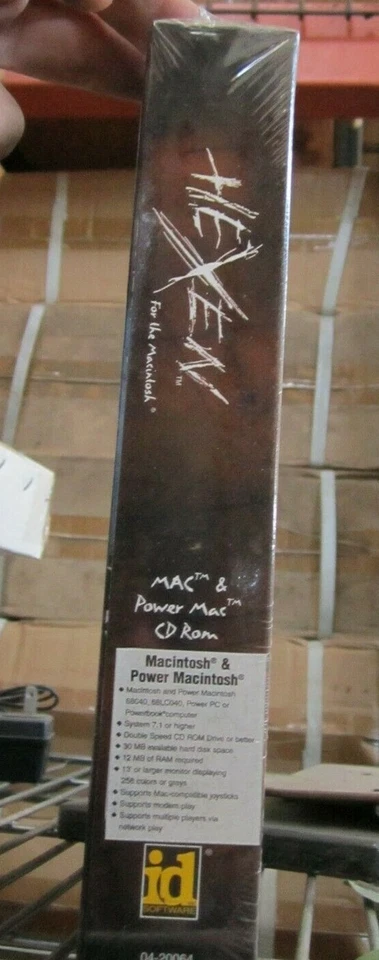 HEXEN™
For the Macintosh®
MAC™ &
Power Mac™
CD Rom
Macintosh® &
Power Macintosh®
• Macintosh and Power Macintosh
68040, 68LC040, Power PC or
Powerbook computer
• System 7.1 or higher
• Double Speed CD ROM Drive or better
• 30 MB available hard disk space
• 12 MB of RAM required
• 13" or larger monitor displaying
256 colors or grays
• Supports Mac-compatible joysticks
• Supports modem play
• Supports multiple players via
network play
id®
SOFTWARE
04-20064